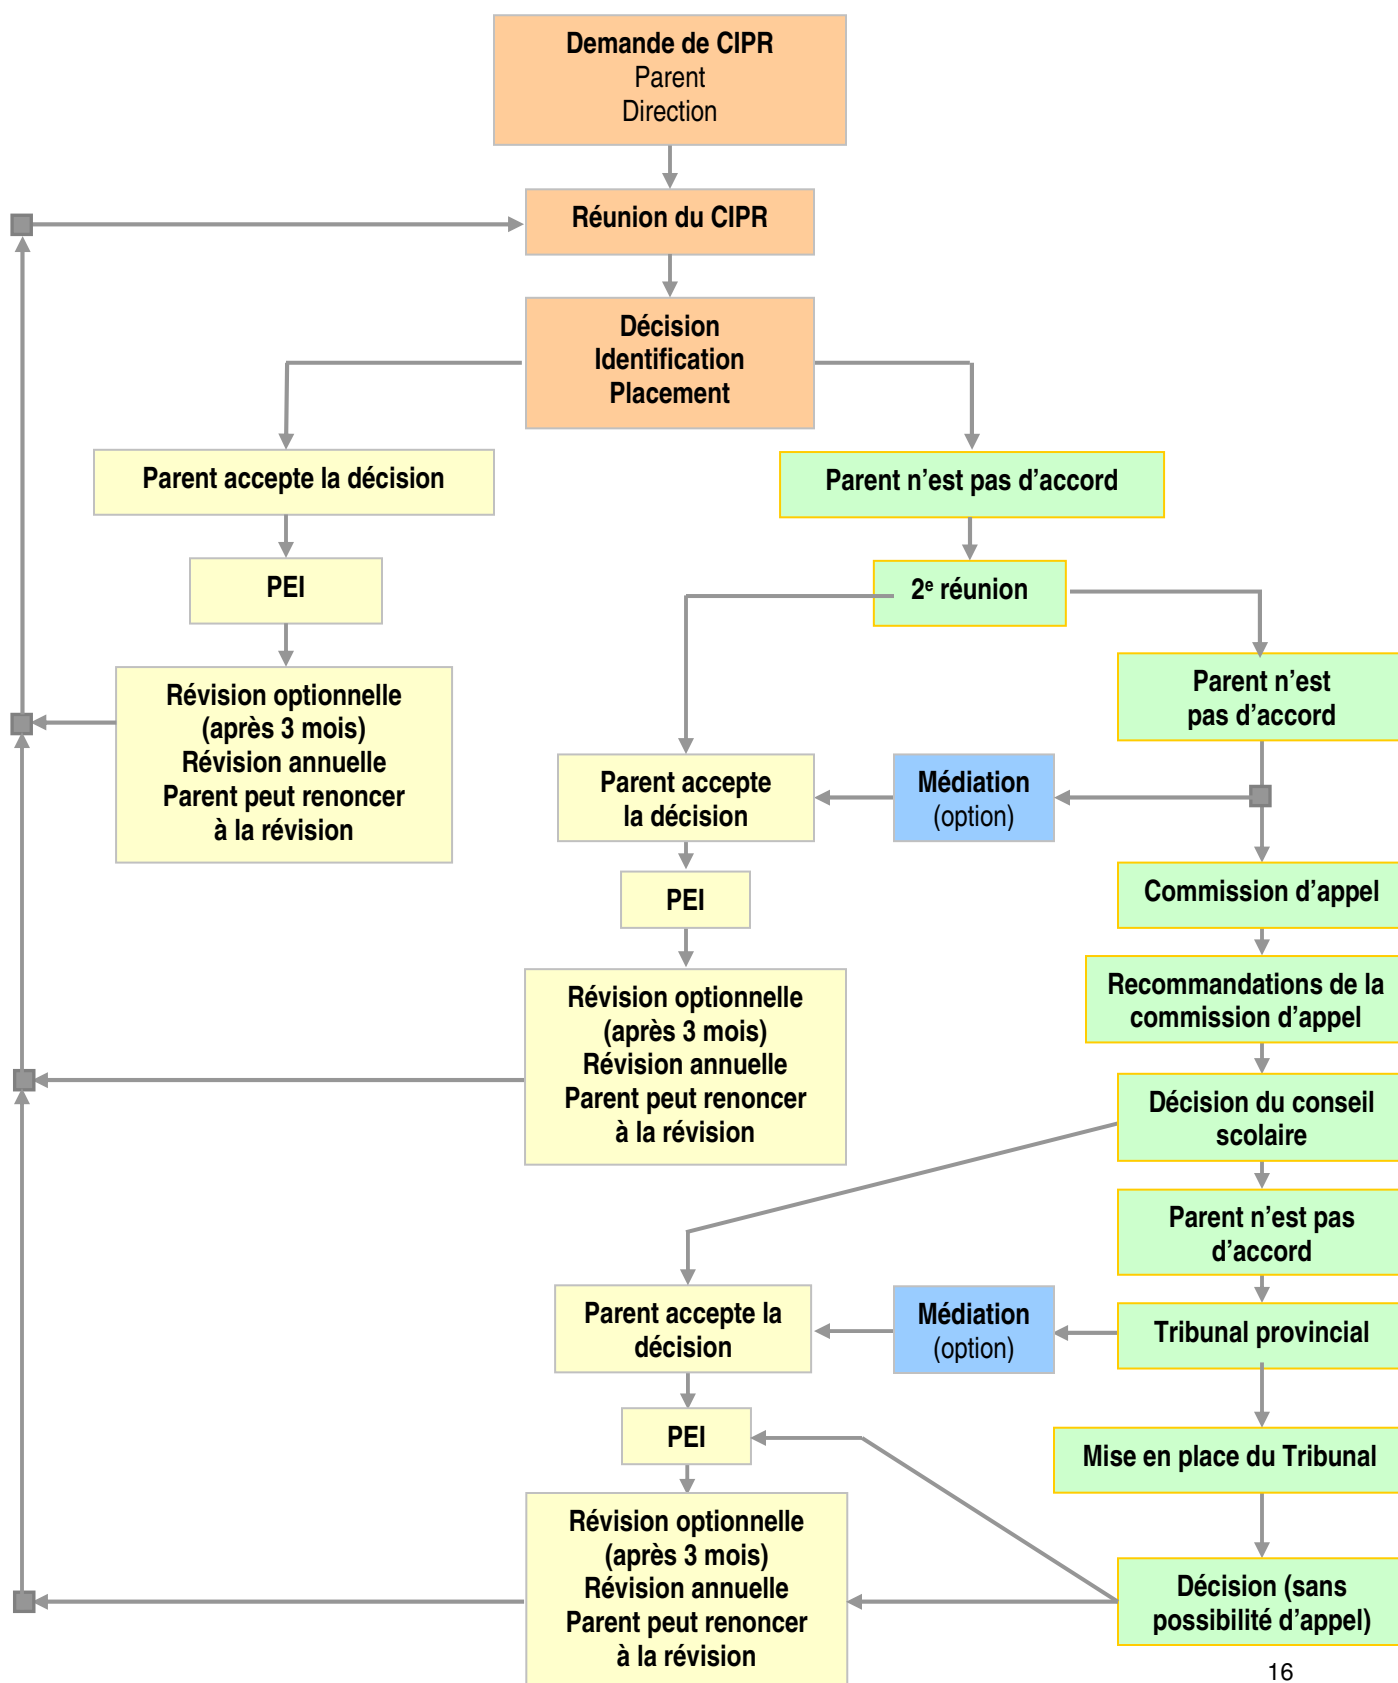 Demande de CIPR
Parent
Direction
Réunion du CIPR
Décision
Identification
Placement
Parent accepte la décision
Parent n’est pas d’accord
PEI
2e réunion
Révision optionnelle
(après 3 mois)
Révision annuelle
Parent peut renoncer
à la révision
Parent n’est
pas d’accord
Parent accepte
la décision
Médiation
(option)
PEI
Commission d’appel
Révision optionnelle
(après 3 mois)
Révision annuelle
Parent peut renoncer
à la révision
Recommandations de la
commission d’appel
Décision du conseil
scolaire
Parent n’est pas
d’accord
Parent accepte la
décision
Médiation
(option)
Tribunal provincial
PEI
Mise en place du Tribunal
Révision optionnelle
(après 3 mois)
Révision annuelle
Parent peut renoncer
à la révision
Décision (sans
possibilité d’appel)
16